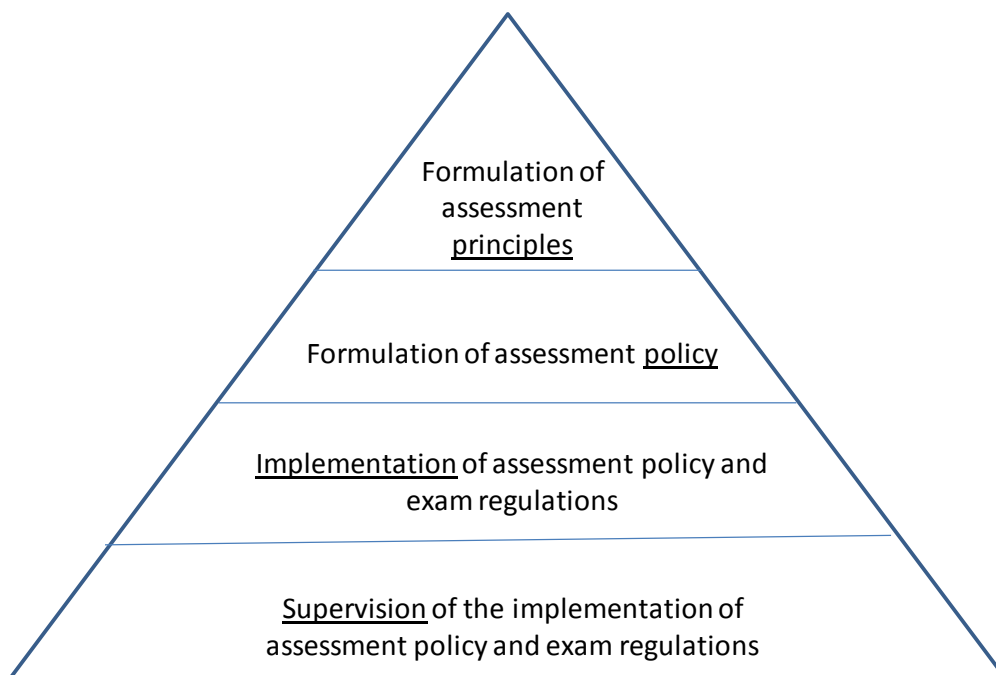 Formulation of
assessment
principles
Formulation of assessment policy
Implementation of assessment policy and
exam regulations
Supervision of the implementation of
assessment policy and exam regulations